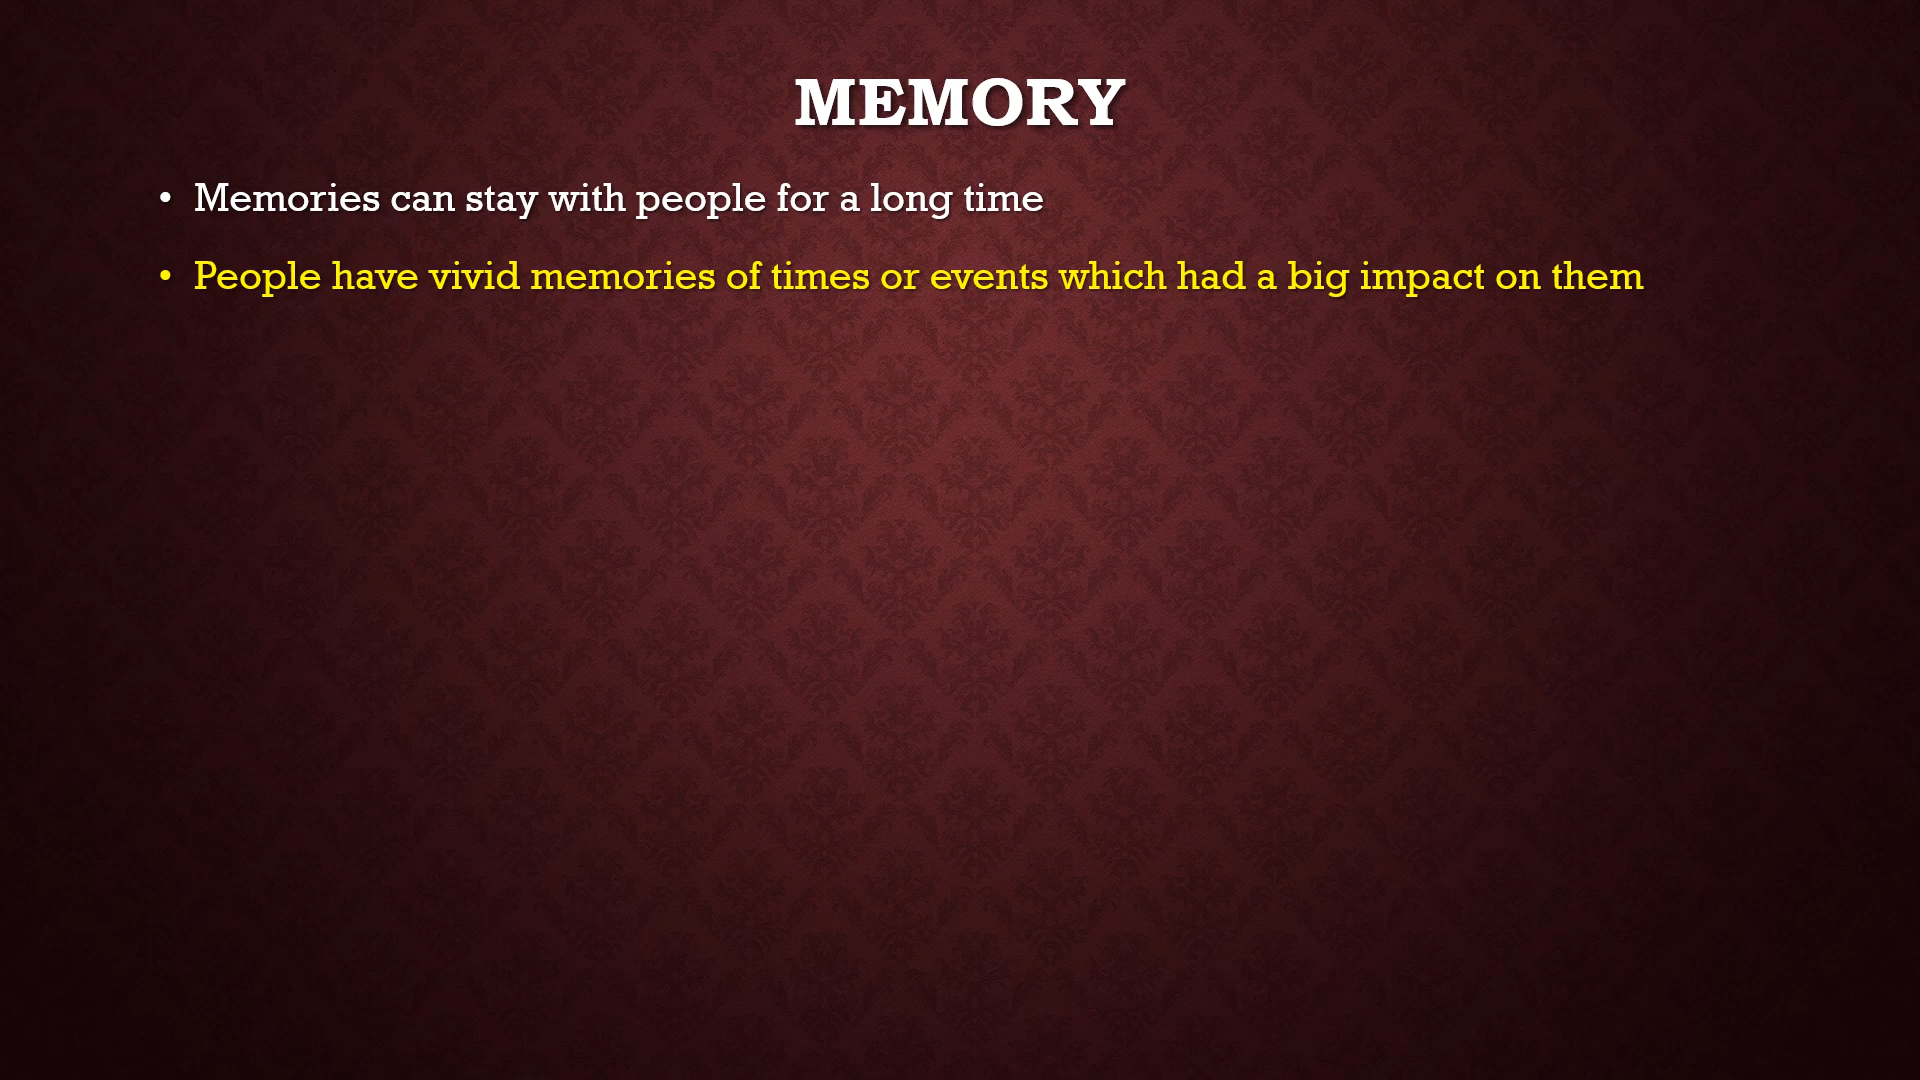 MEMORY
• Memories can stay with people for a long time
• People have vivid memories of times or events which had a big impact on them